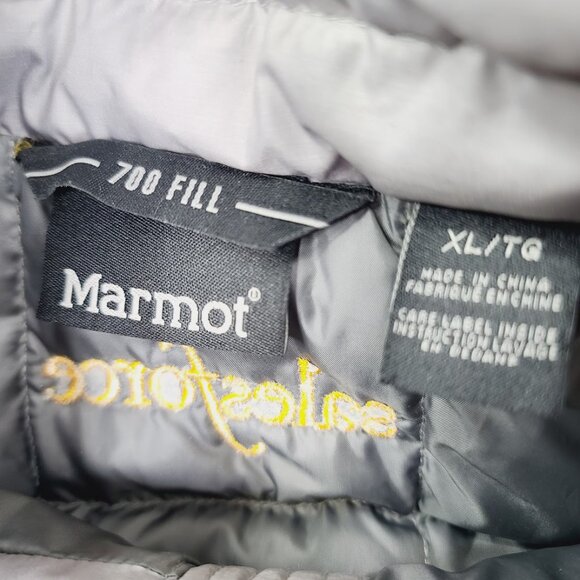 700 FILL
Marmot®
salesforce
XL/TG
MADE IN CHINA
FABRIQUE EN CHINE
CARE LABEL INSIDE
INSTRUCTION LAVAGE
EN DEDANS